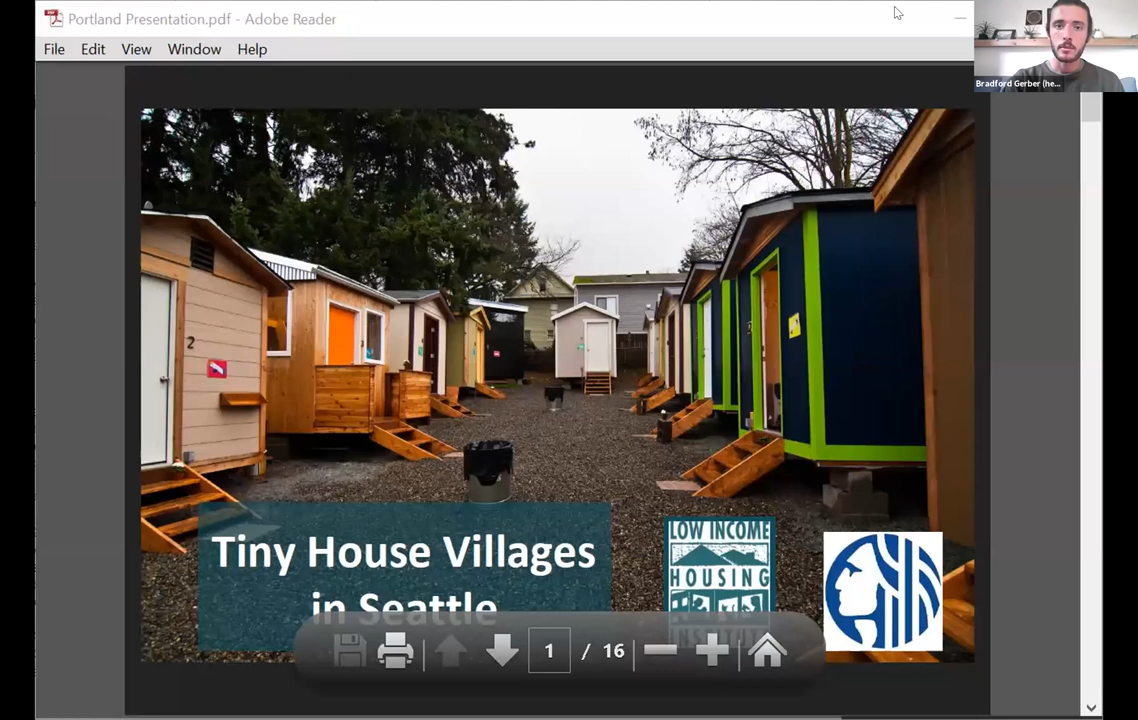 Portland Presentation.pdf - Adobe Reader
File Edit View Window Help
Bradford Gerber (he...
2
Tiny House Villages
in Seattle
LOW INCOME
HOUSING
1 / 16